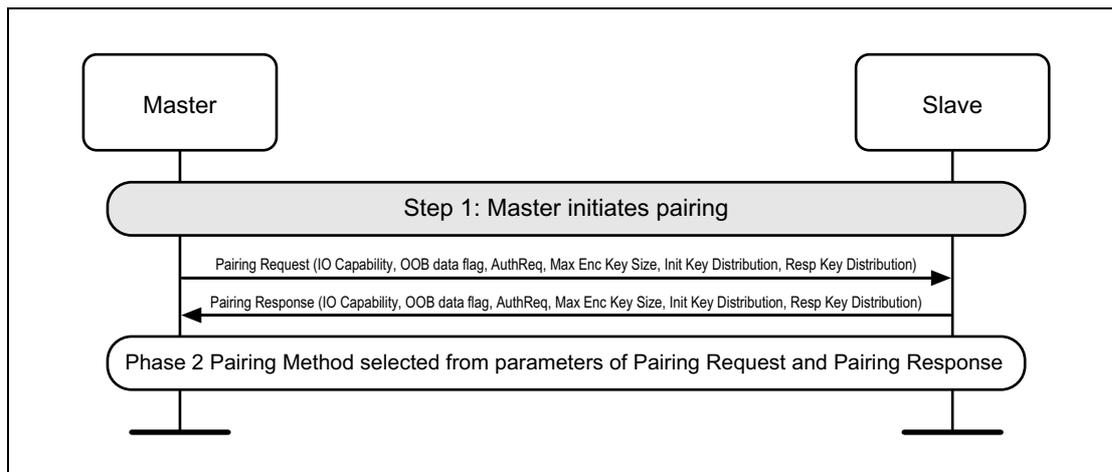 Master
Slave
Step 1: Master initiates pairing
Pairing Request (IO Capability, OOB data flag, AuthReq, Max Enc Key Size, Init Key Distribution, Resp Key Distribution)
Pairing Response (IO Capability, OOB data flag, AuthReq, Max Enc Key Size, Init Key Distribution, Resp Key Distribution)
Phase 2 Pairing Method selected from parameters of Pairing Request and Pairing Response